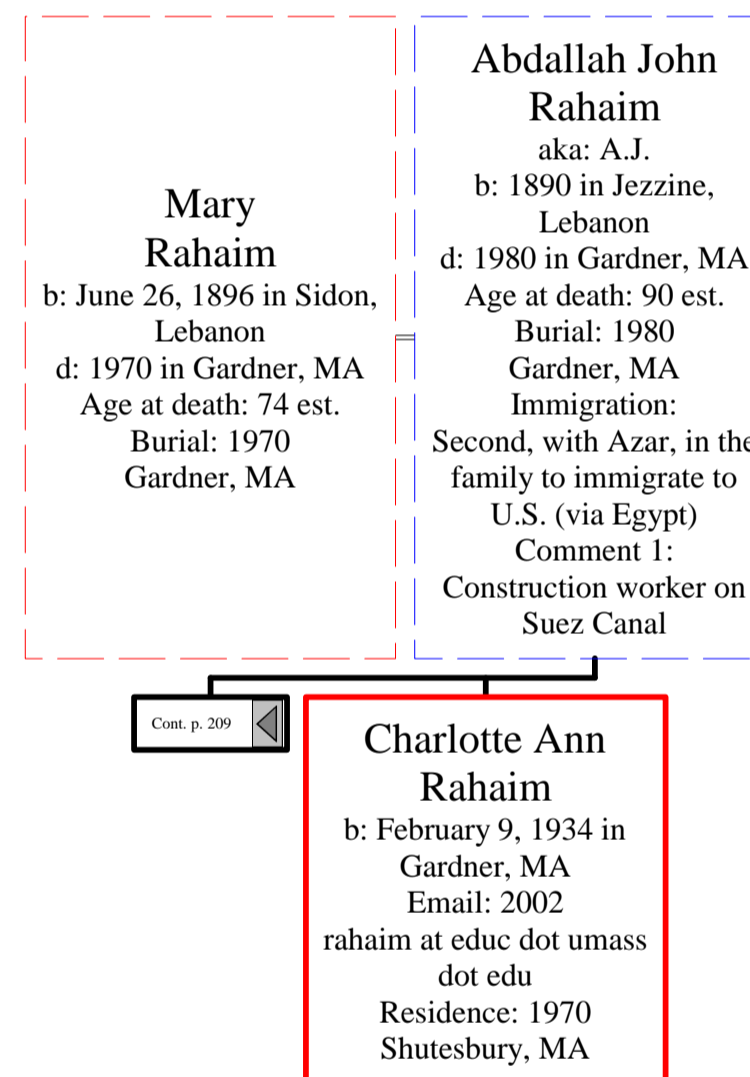 Mary
Rahaim
b: June 26, 1896 in Sidon,
Lebanon
d: 1970 in Gardner, MA
Age at death: 74 est.
Burial: 1970
Gardner, MA
Abdallah John
Rahaim
aka: A.J.
b: 1890 in Jezzine,
Lebanon
d: 1980 in Gardner, MA
Age at death: 90 est.
Burial: 1980
Gardner, MA
Immigration:
Second, with Azar, in the
family to immigrate to
U.S. (via Egypt)
Comment 1:
Construction worker on
Suez Canal
Cont. p. 209
Charlotte Ann
Rahaim
b: February 9, 1934 in
Gardner, MA
Email: 2002
rahaim at educ dot umass
dot edu
Residence: 1970
Shutesbury, MA